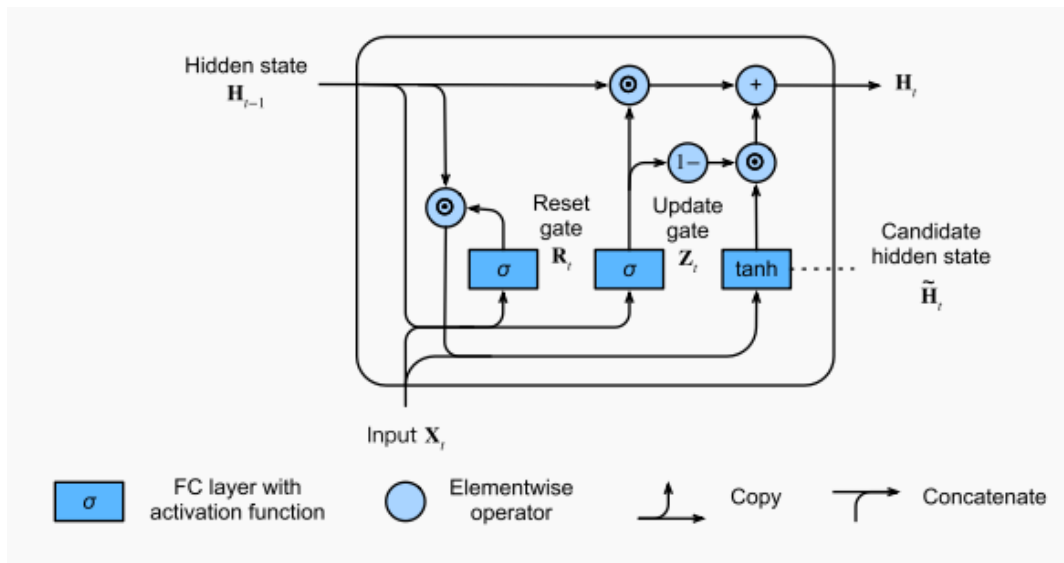 Hidden state
H_{t−1}
⊙
+
H_t
1−
⊙
⊙
Reset
gate
R_t
Update
gate
Z_t
σ
σ
tanh
Candidate
hidden state
H̃_t
Input X_t
σ
FC layer with
activation function
Elementwise
operator
Copy
Concatenate